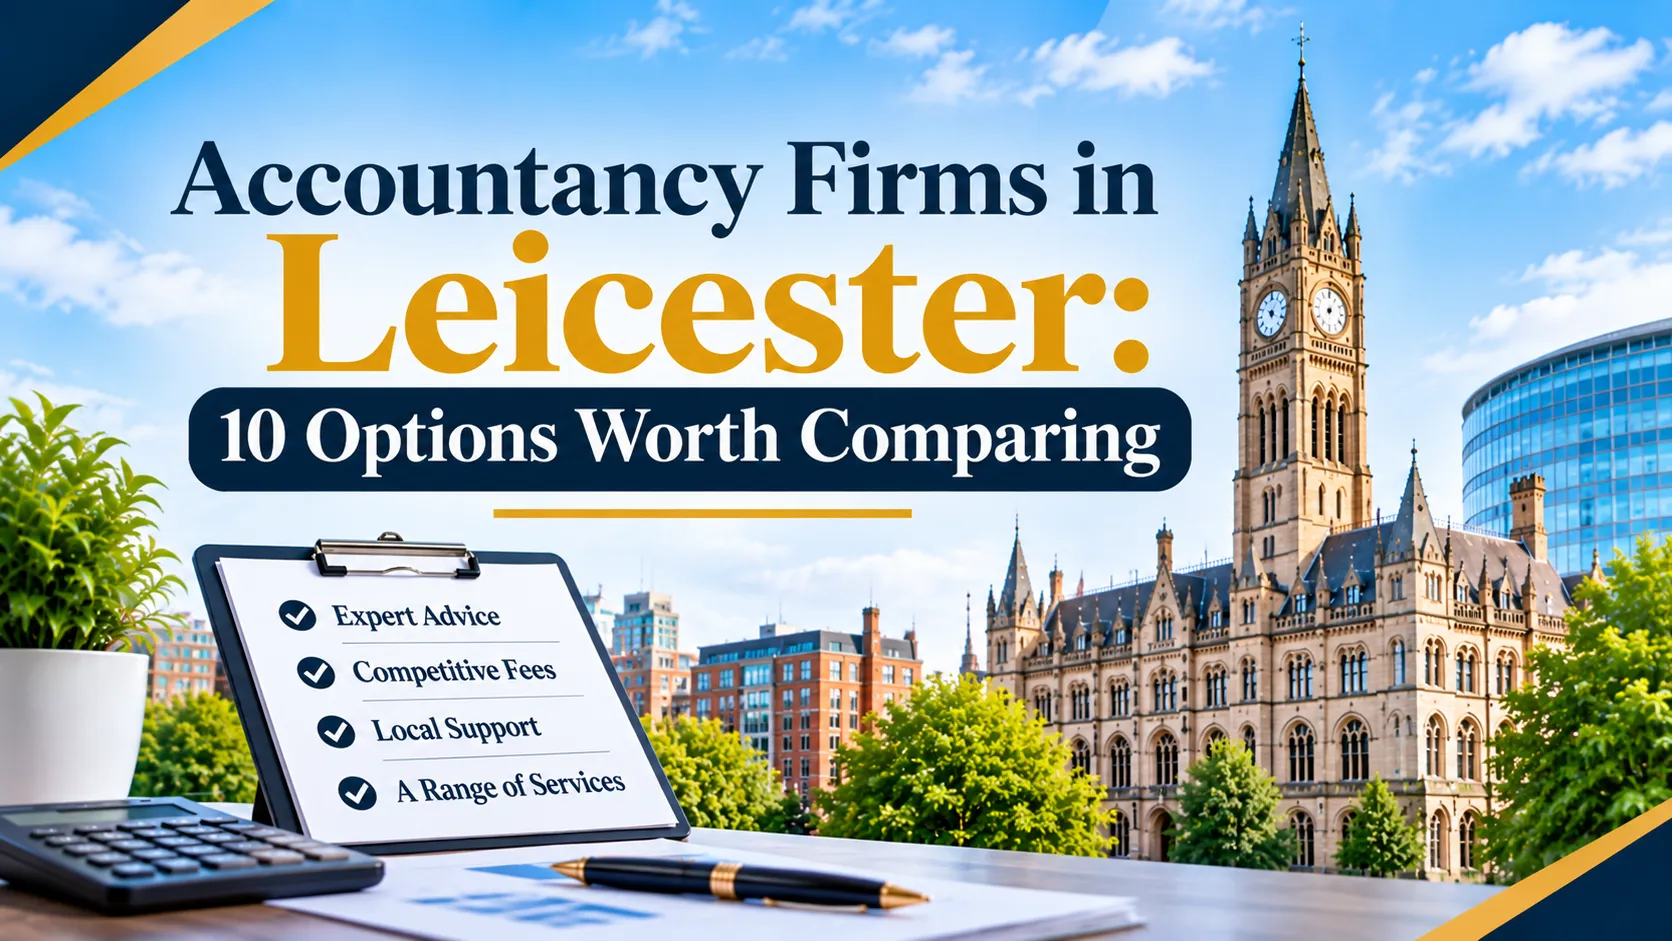 Accountancy Firms in
Leicester:
10 Options Worth Comparing
Expert Advice
Competitive Fees
Local Support
A Range of Services